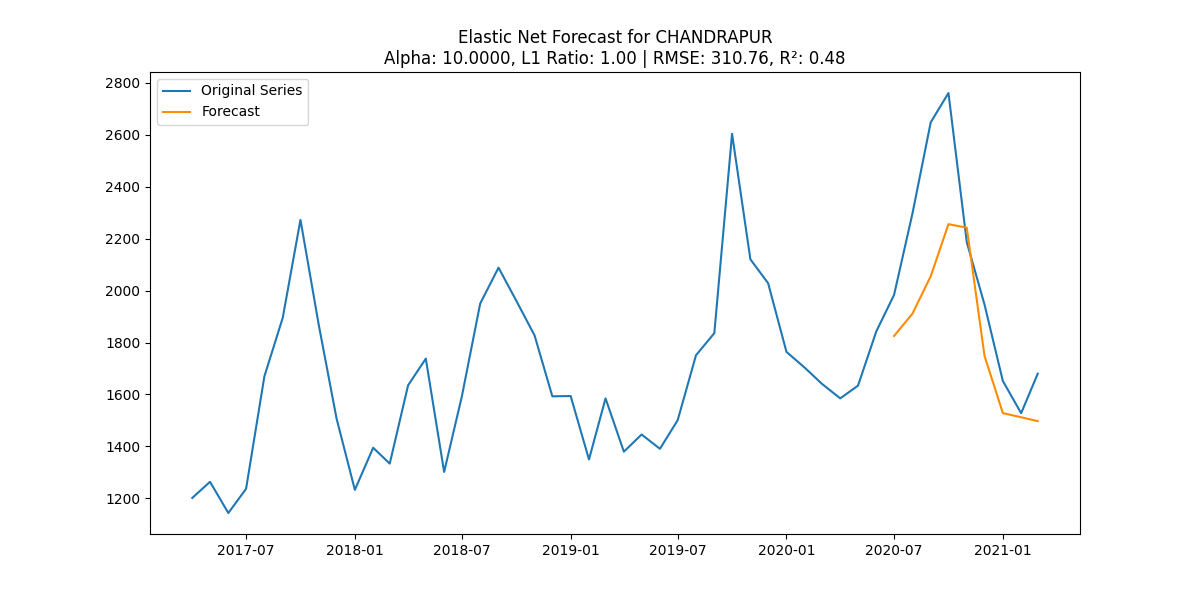 Elastic Net Forecast for CHANDRAPUR
Alpha: 10.0000, L1 Ratio: 1.00 | RMSE: 310.76, R²: 0.48
Original Series
Forecast
2800
2600
2400
2200
2000
1800
1600
1400
1200
2017-07 2018-01 2018-07 2019-01 2019-07 2020-01 2020-07 2021-01